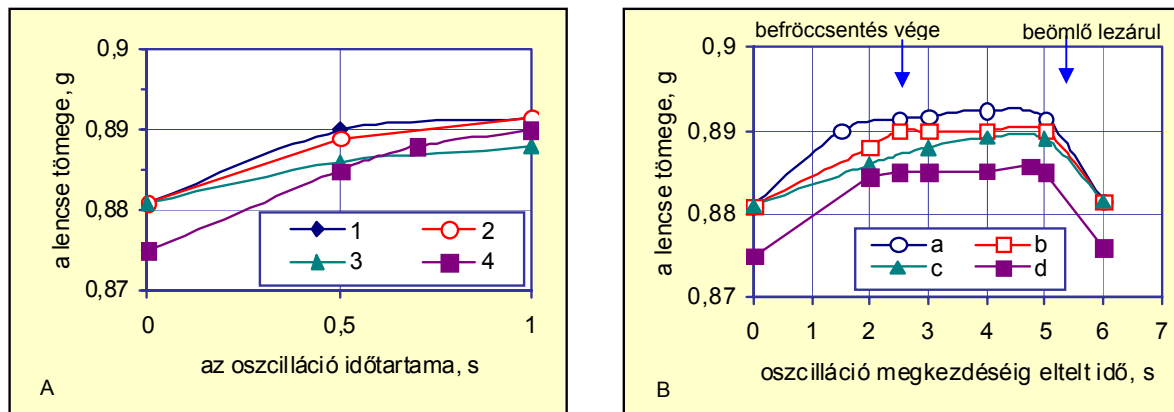 0,9
0,89
0,88
0,87
a lencse tömege, g
1 2
3 4
0 0,5 1
az oszcilláció időtartama, s
A
befröccsentés vége
beömlő lezárul
0,9
0,89
0,88
0,87
a lencse tömege, g
a b
c d
0 1 2 3 4 5 6 7
oszcilláció megkezdéséig eltelt idő, s
B